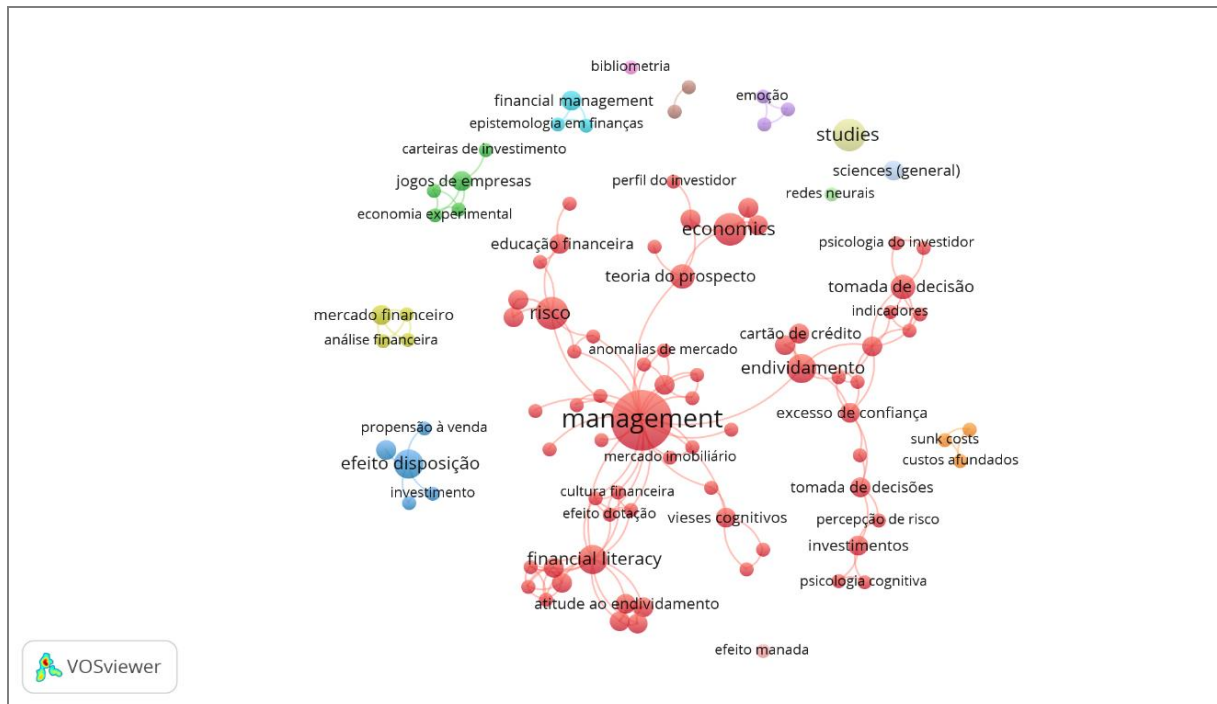 bibliometria
financial management
emoção
epistemologia em finanças
studies
carteiras de investimento
sciences (general)
jogos de empresas
perfil do investidor
redes neurais
economia experimental
economics
educação financeira
psicologia do investidor
teoria do prospecto
tomada de decisão
mercado financeiro
risco
indicadores
análise financeira
cartão de crédito
anomalias de mercado
endividamento
management
excesso de confiança
propensão à venda
sunk costs
mercado imobiliário
efeito disposição
custos afundados
investimento
cultura financeira
tomada de decisões
efeito dotação
vieses cognitivos
percepção de risco
investimentos
financial literacy
psicologia cognitiva
atitude ao endividamento
efeito manada
VOSviewer